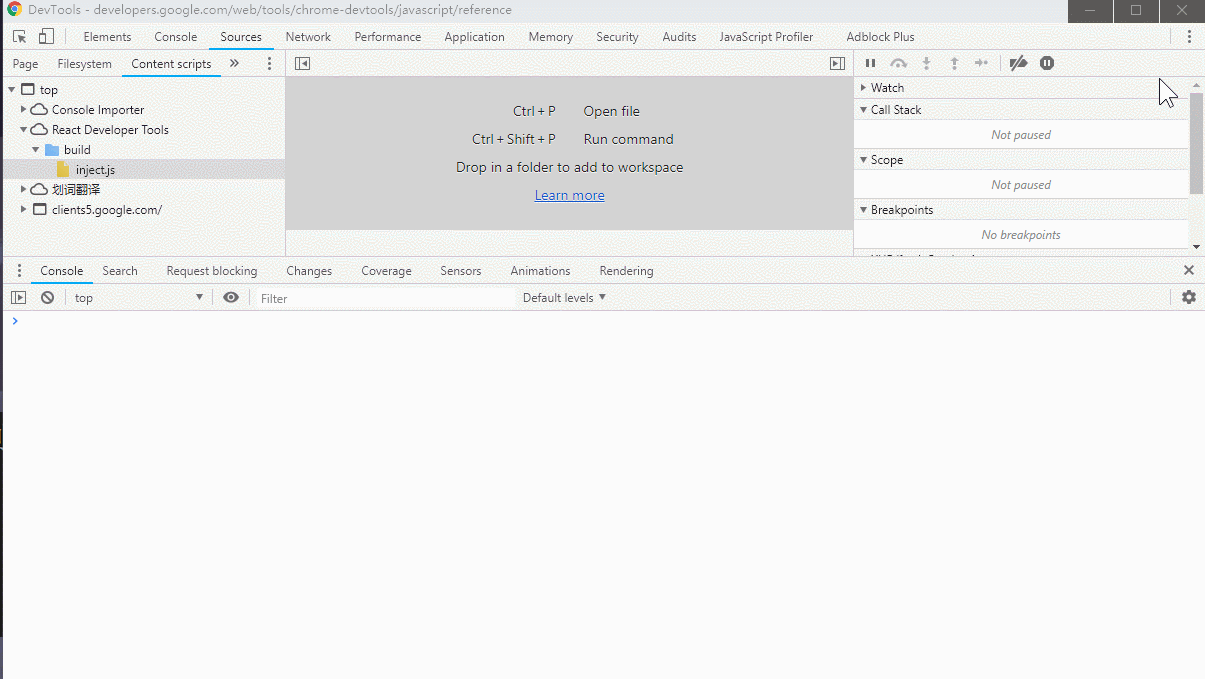 DevTools - developers.google.com/web/tools/chrome-devtools/javascript/reference
Elements Console Sources Network Performance Application Memory Security Audits JavaScript Profiler Adblock Plus
Page Filesystem Content scripts »
top
Console Importer
React Developer Tools
build
inject.js
划词翻译
clients5.google.com/
Ctrl + P Open file
Ctrl + Shift + P Run command
Drop in a folder to add to workspace
Learn more
Watch
Call Stack
Not paused
Scope
Not paused
Breakpoints
No breakpoints
Console Search Request blocking Changes Coverage Sensors Animations Rendering
top Filter Default levels